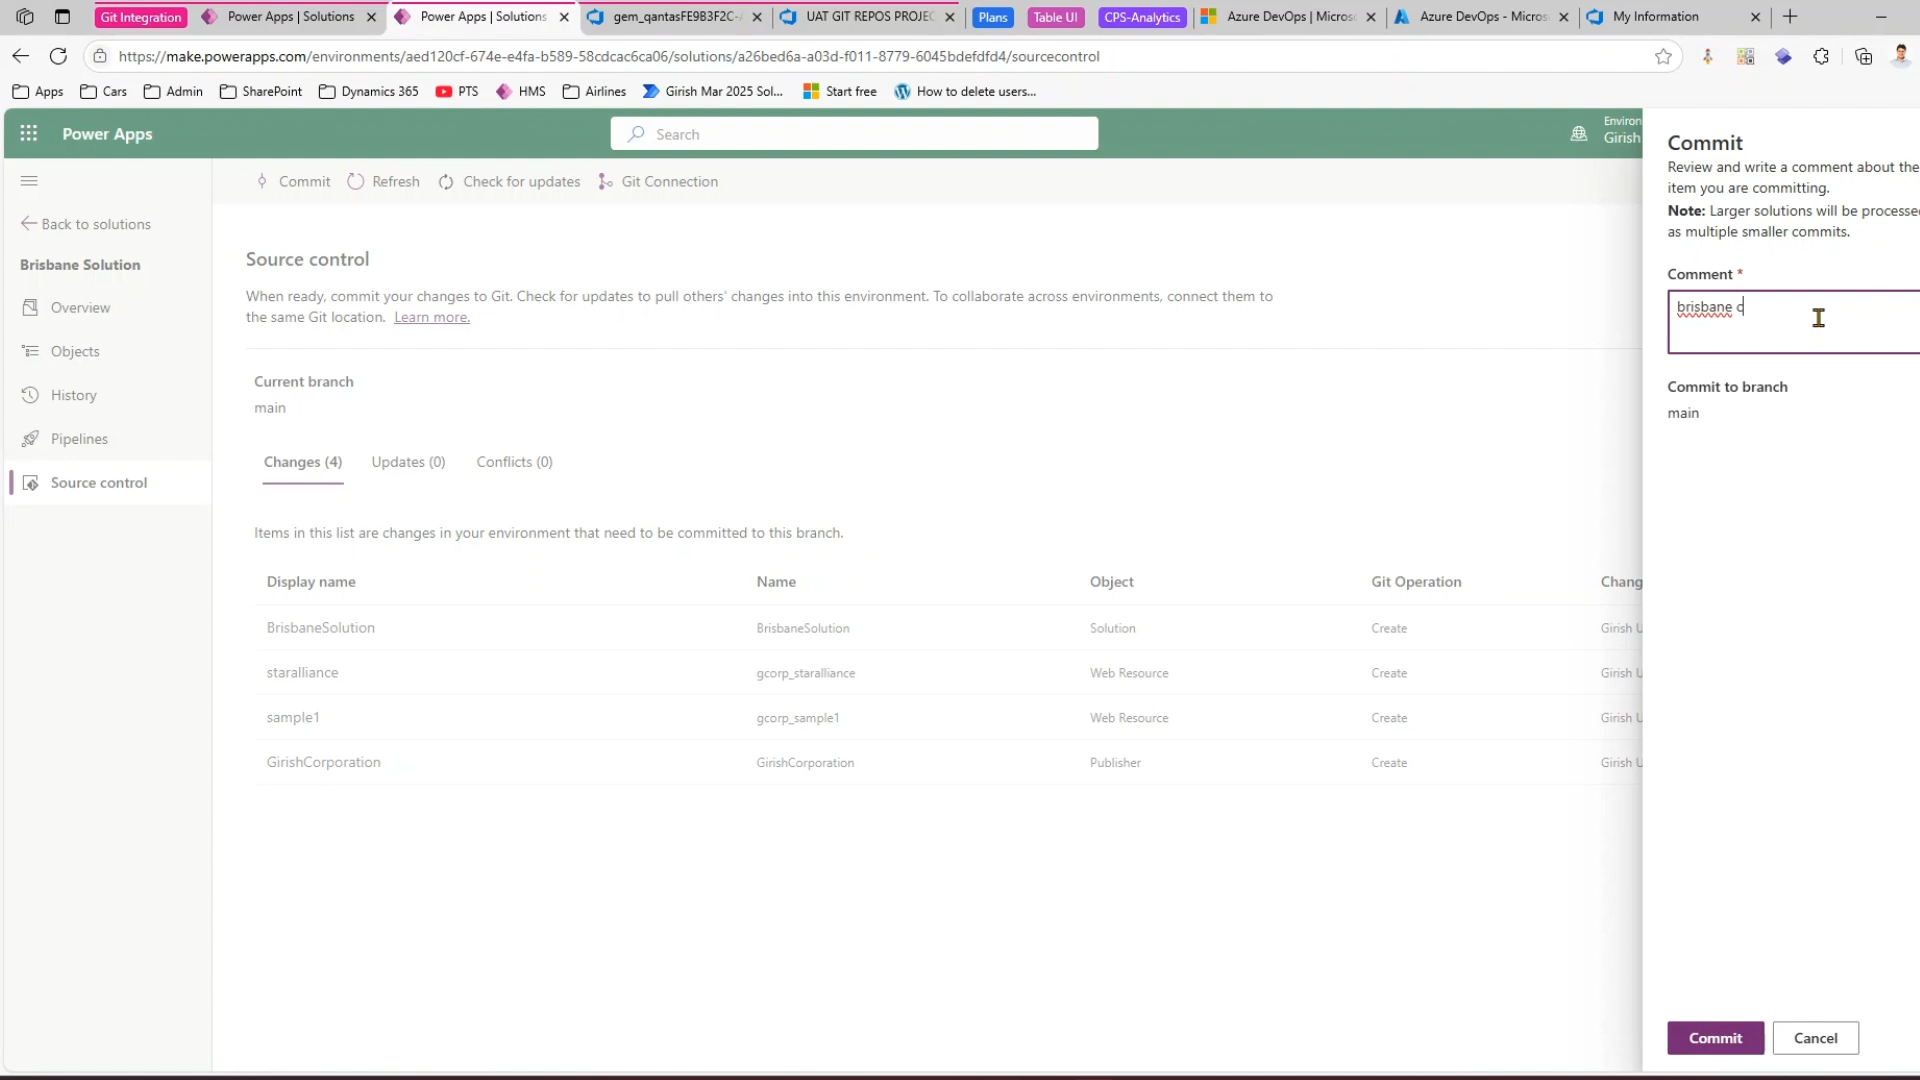 Git Integration
Power Apps | Solutions
Power Apps | Solutions
gem_qantasFE9B3F2C-
UAT GIT REPOS PROJEC
Plans
Table UI
CPS-Analytics
Azure DevOps | Micros
Azure DevOps - Micros
My Information
https://make.powerapps.com/environments/aed120cf-674e-e4fa-b589-58cdcac6ca06/solutions/a26bed6a-a03d-f011-8779-6045bdefdfd4/sourcecontrol
Apps
Cars
Admin
SharePoint
Dynamics 365
PTS
HMS
Airlines
Girish Mar 2025 Sol...
Start free
How to delete users...
Power Apps
Search
Environ
Girish
Commit
Refresh
Check for updates
Git Connection
Back to solutions
Brisbane Solution
Overview
Objects
History
Pipelines
Source control
Source control
When ready, commit your changes to Git. Check for updates to pull others' changes into this environment. To collaborate across environments, connect them to
the same Git location. Learn more.
Current branch
main
Changes (4)
Updates (0)
Conflicts (0)
Items in this list are changes in your environment that need to be committed to this branch.
Display name Name Object Git Operation Chang
BrisbaneSolution BrisbaneSolution Solution Create Girish U
staralliance gcorp_staralliance Web Resource Create Girish U
sample1 gcorp_sample1 Web Resource Create Girish U
GirishCorporation GirishCorporation Publisher Create Girish U
Commit
Review and write a comment about the
item you are committing.
Note: Larger solutions will be processed
as multiple smaller commits.
Comment *
brisbane c
Commit to branch
main
Commit
Cancel